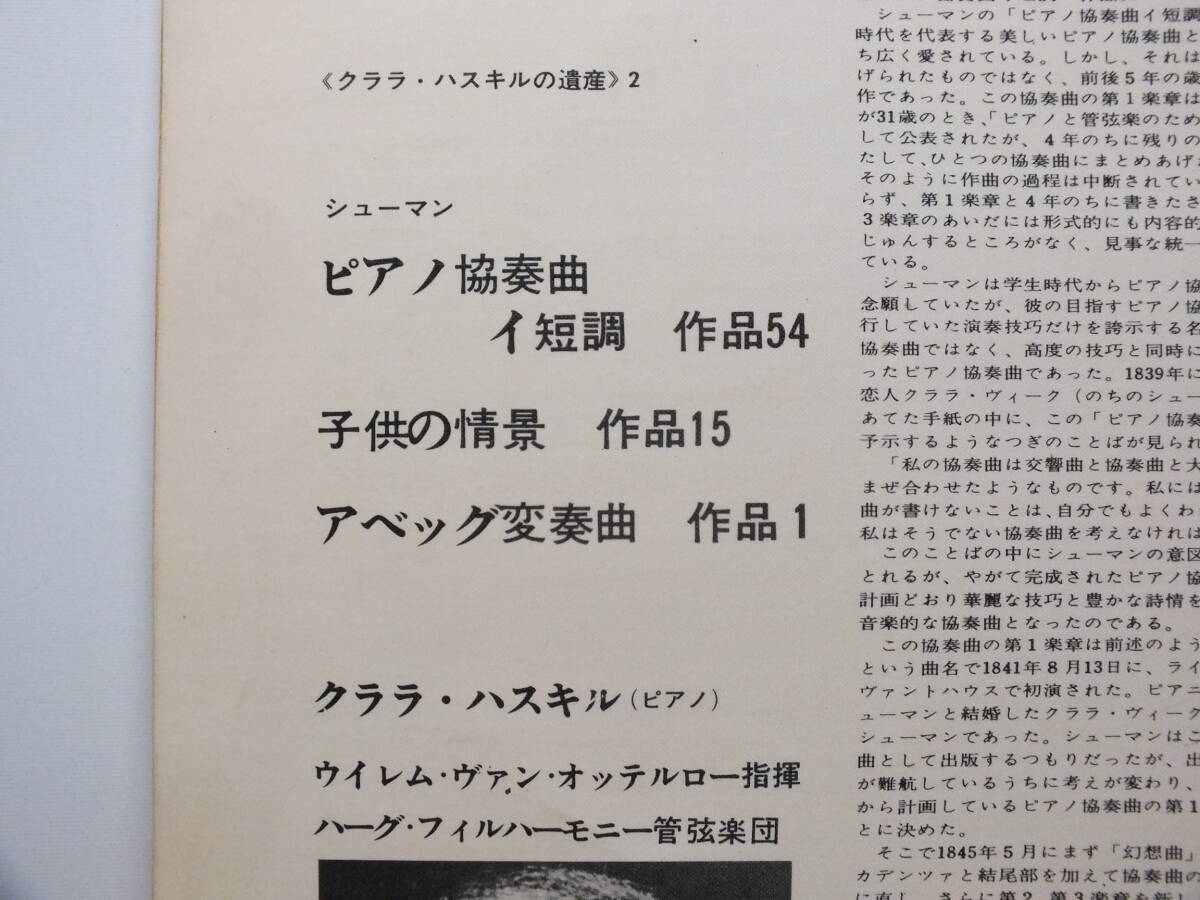 《クララ・ハスキルの遺産》2
シューマン
ピアノ協奏曲
イ短調 作品54
子供の情景 作品15
アベッグ変奏曲 作品1
クララ・ハスキル(ピアノ)
ウイレム・ヴァン・オッテルロー指揮
ハーグ・フィルハーモニー管弦楽団
シューマンの「ピアノ協奏曲イ短調
時代を代表する美しいピアノ協奏曲と
ち広く愛されている。しかし、それは
げられたものではなく、前後5年の歳
作であった。この協奏曲の第1楽章は
が31歳のとき、「ピアノと管弦楽のため
して公表されたが、4年のちに残りの
たして、ひとつの協奏曲にまとめあげ
そのように作曲の過程は中断されてい
らず、第1楽章と4年のちに書きたさ
3楽章のあいだには形式的にも内容的
じゅんするところがなく、見事な統一
ている。
シューマンは学生時代からピアノ協
念願していたが、彼の目指すピアノ協
行していた演奏技巧だけを誇示する名
協奏曲ではなく、高度の技巧と同時に
ったピアノ協奏曲であった。1839年に
恋人クララ・ヴィーク(のちのシュー
あてた手紙の中に、この「ピアノ協奏
予示するようなつぎのことばが見られ
「私の協奏曲は交響曲と協奏曲と大
まぜ合わせたようなものです。私には
曲が書けないことは、自分でもよくわ
私はそうでない協奏曲を考えなければ
このことばの中にシューマンの意図
とれるが、やがて完成されたピアノ協
計画どおり華麗な技巧と豊かな詩情を
音楽的な協奏曲となったのである。
この協奏曲の第1楽章は前述のよう
という曲名で1841年8月13日に、ライ
ヴァントハウスで初演された。ピアニ
ューマンと結婚したクララ・ヴィーク
シューマンであった。シューマンはこ
曲として出版するつもりだったが、出
が難航しているうちに考えが変わり、
から計画しているピアノ協奏曲の第1
とに決めた。
そこで1845年5月にまず「幻想曲」
カデンツァと結尾部を加えて協奏曲の
に直し、さらに第2、第3楽章を新し